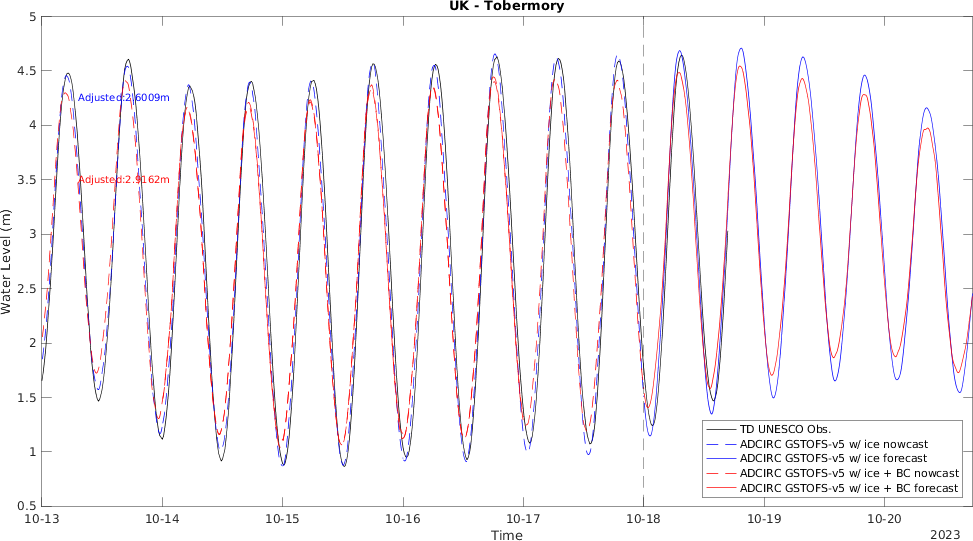 UK - Tobermory
5
4.5
4
3.5
3
2.5
2
1.5
1
0.5
Water Level (m)
Adjusted:2.6009m
Adjusted:2.9162m
TD UNESCO Obs.
ADCIRC GSTOFS-v5 w/ ice nowcast
ADCIRC GSTOFS-v5 w/ ice forecast
ADCIRC GSTOFS-v5 w/ ice + BC nowcast
ADCIRC GSTOFS-v5 w/ ice + BC forecast
10-13 10-14 10-15 10-16 10-17 10-18 10-19 10-20
Time
2023